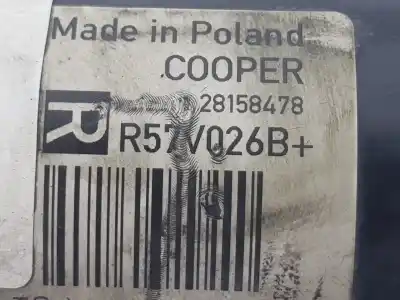 Made in Poland
COOPER
28158478
R
R57V026B+